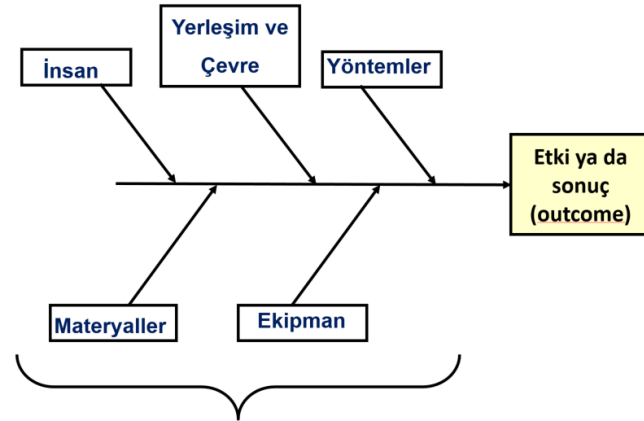 Yerleşim ve
Çevre
İnsan
Yöntemler
Etki ya da
sonuç
(outcome)
Materyaller
Ekipman